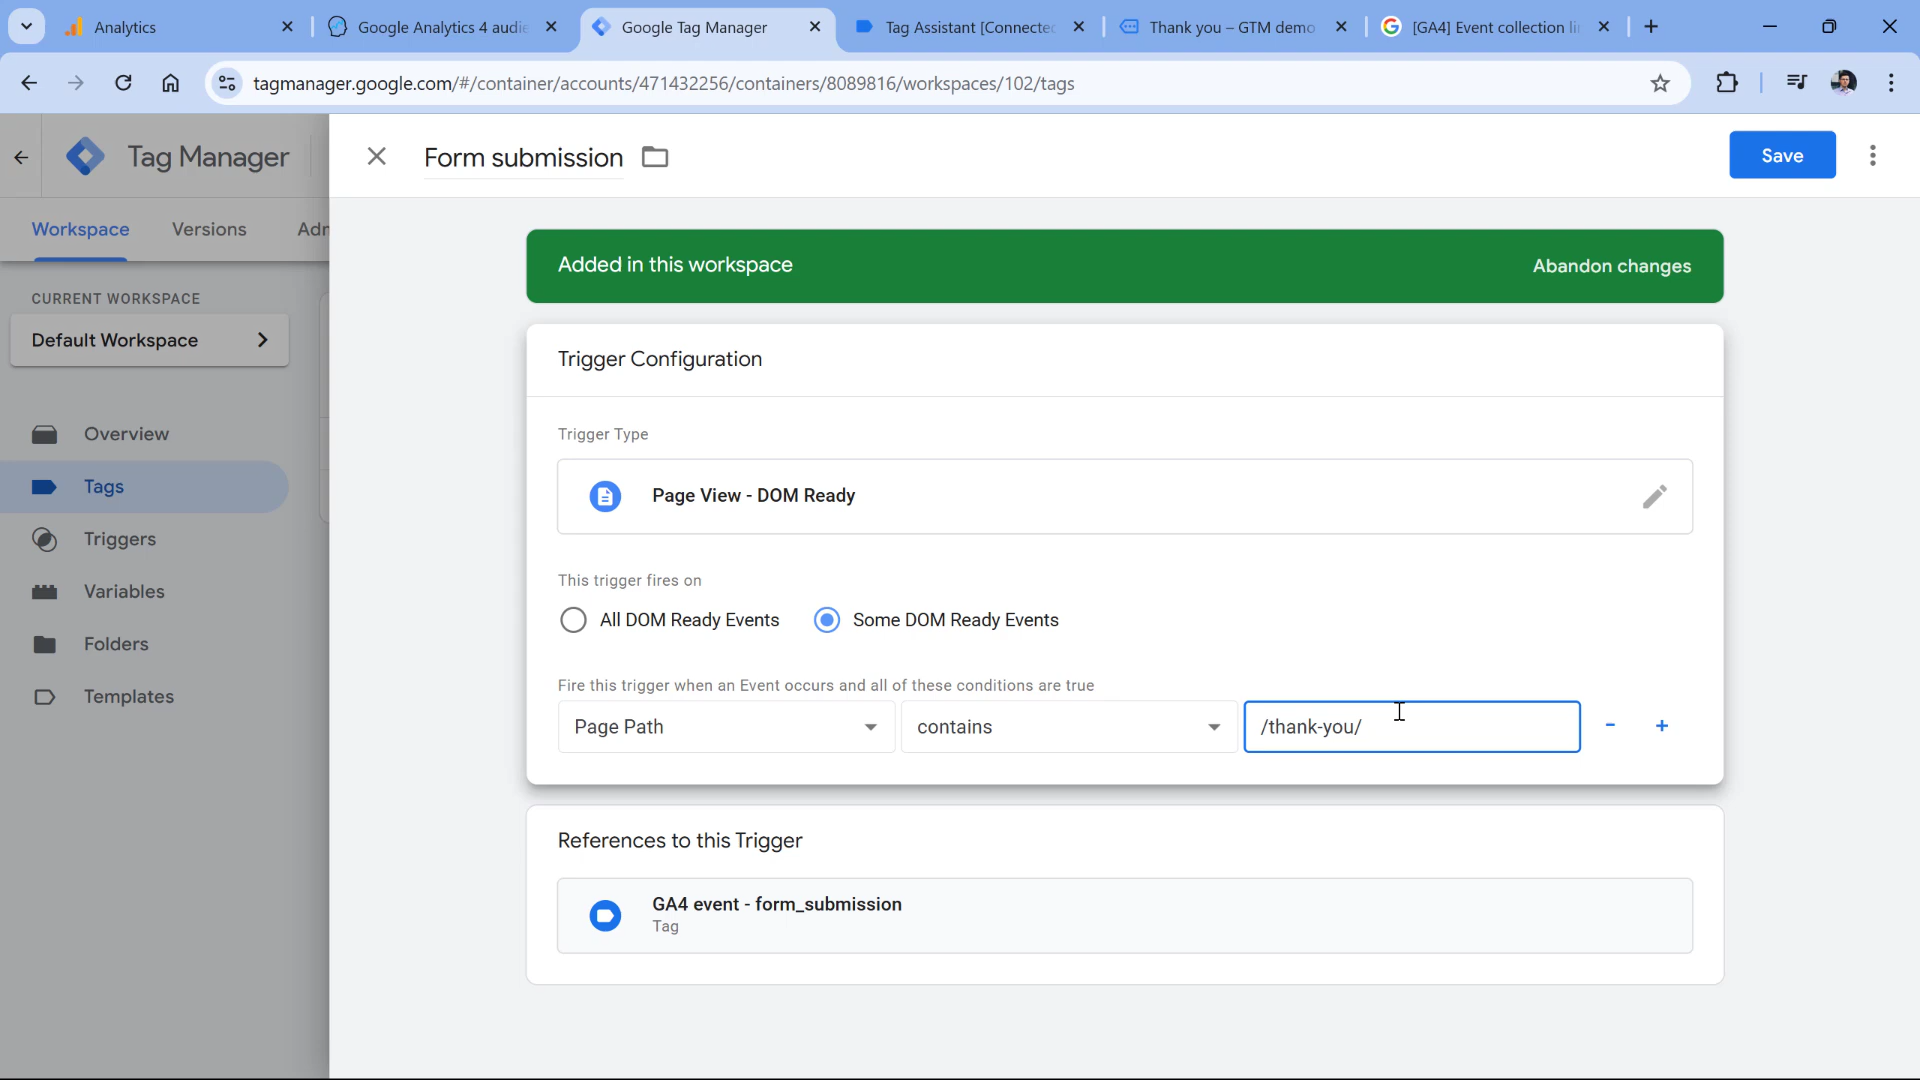 Analytics
Google Analytics 4 audie
Google Tag Manager
Tag Assistant [Connected
Thank you – GTM demo
[GA4] Event collection li
tagmanager.google.com/#/container/accounts/471432256/containers/8089816/workspaces/102/tags
Tag Manager
Form submission
Save
Workspace
Versions
Adm
Added in this workspace
Abandon changes
CURRENT WORKSPACE
Default Workspace
Trigger Configuration
Overview
Trigger Type
Tags
Page View - DOM Ready
Triggers
This trigger fires on
Variables
All DOM Ready Events
Some DOM Ready Events
Folders
Fire this trigger when an Event occurs and all of these conditions are true
Templates
Page Path
contains
/thank-you/
-
+
References to this Trigger
GA4 event - form_submission
Tag